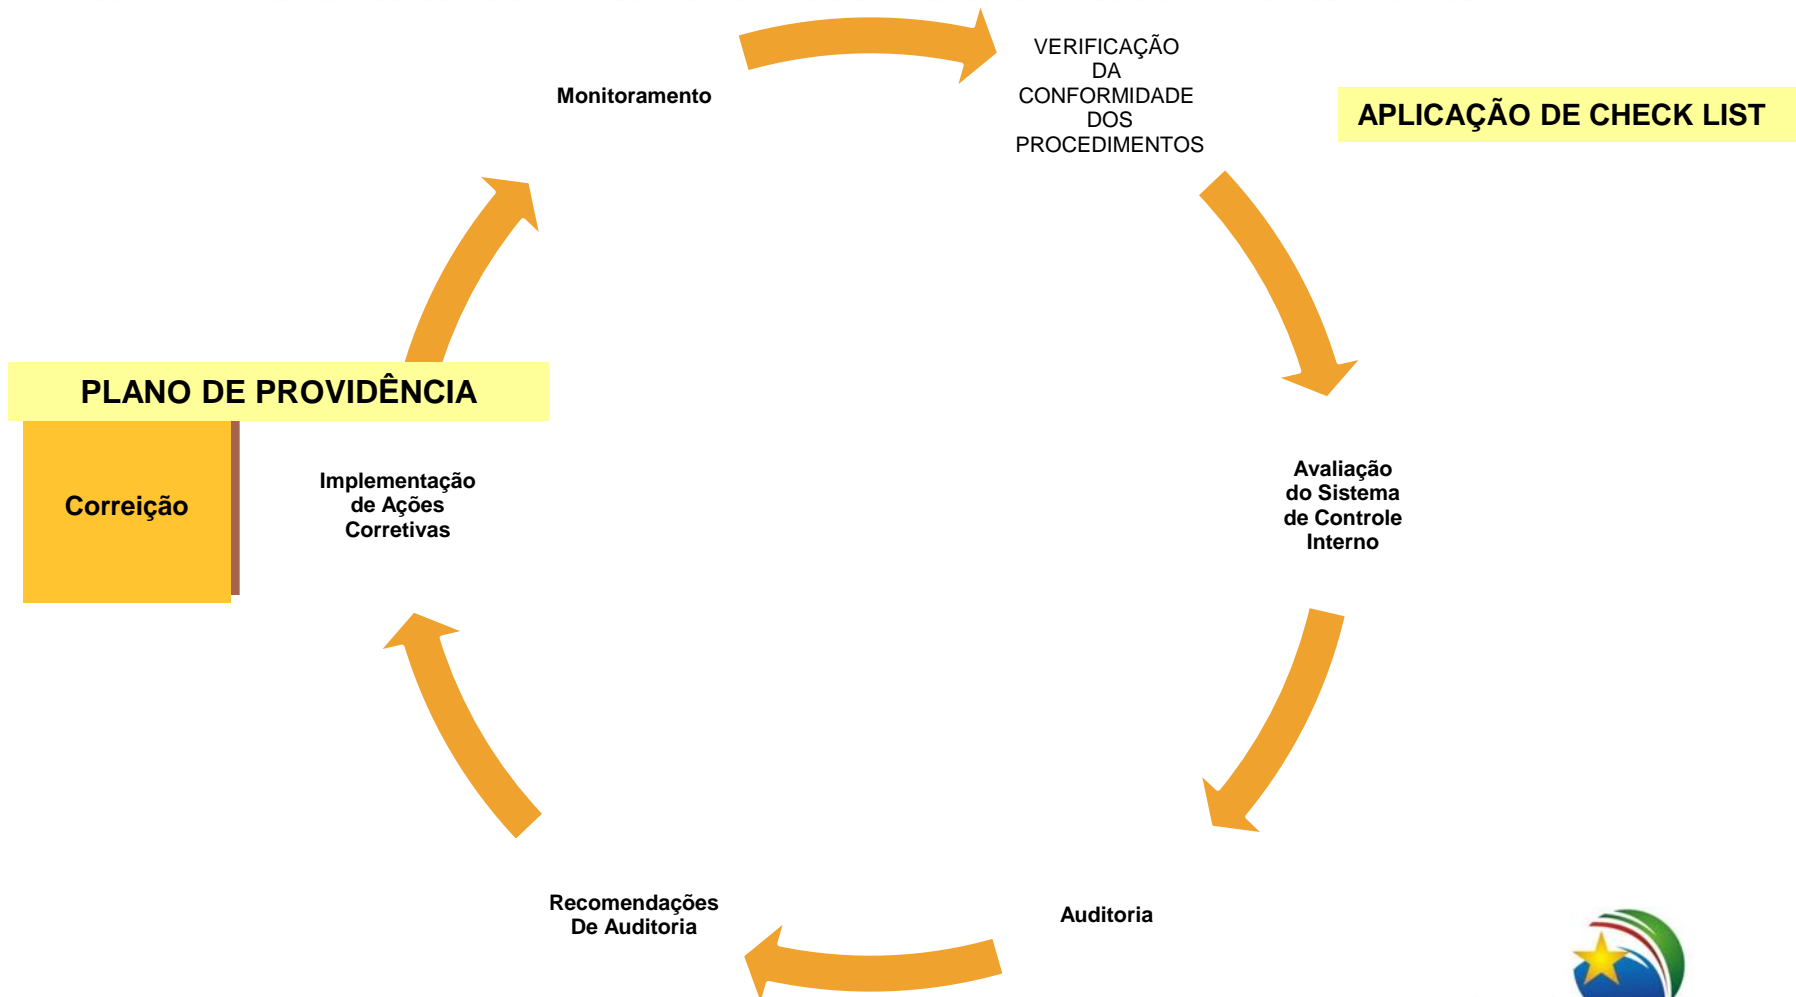 Monitoramento
VERIFICAÇÃO
DA
CONFORMIDADE
DOS
PROCEDIMENTOS
APLICAÇÃO DE CHECK LIST
PLANO DE PROVIDÊNCIA
Correição
Implementação
de Ações
Corretivas
Avaliação
do Sistema
de Controle
Interno
Recomendações
De Auditoria
Auditoria